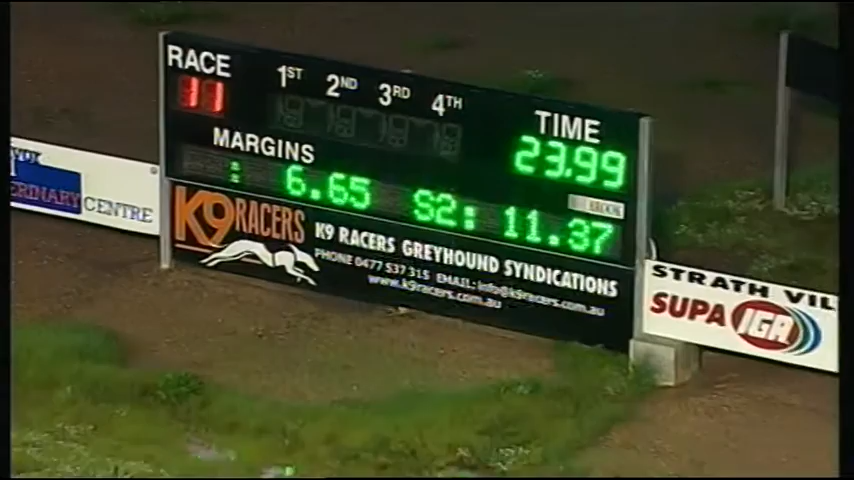 RACE 1ST 2ND 3RD 4TH TIME
11 23.99
MARGINS
: 6.65 S2: 11.37
K9 RACERS
K9 RACERS GREYHOUND SYNDICATIONS
PHONE 0477 537 315 EMAIL: info@k9racers.com.au
www.k9racers.com.au
CENTRE
STRATH VIL
SUPA IGA